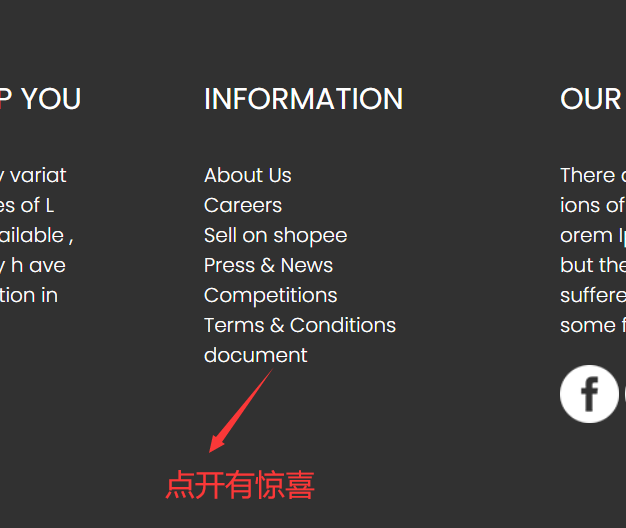 P YOU
y variat
es of L
ailable ,
y h ave
tion in
INFORMATION
About Us
Careers
Sell on shopee
Press & News
Competitions
Terms & Conditions
document
点开有惊喜
OUR
There
ions of
orem I
but the
suffere
some f
f